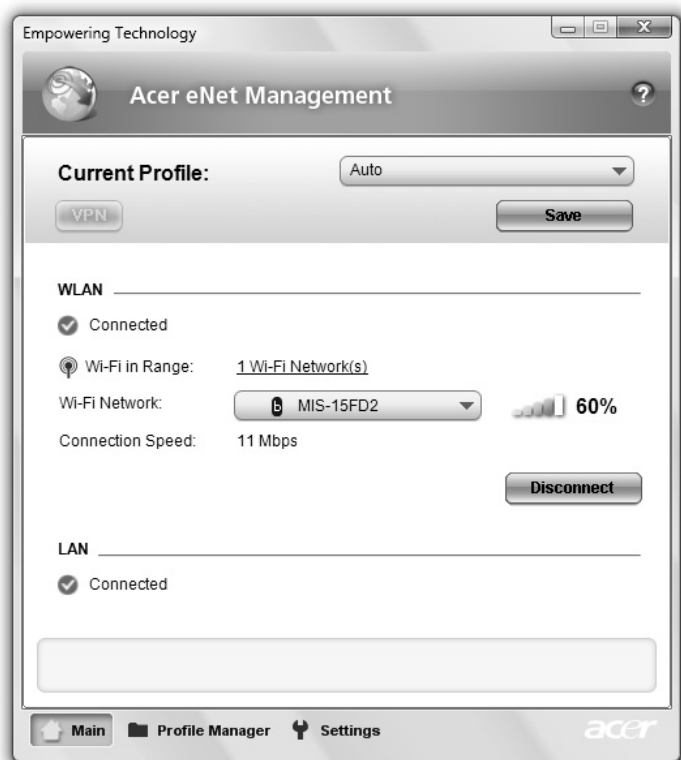 Empowering Technology
Acer eNet Management
?
Current Profile:
Auto
VPN
Save
WLAN
Connected
Wi-Fi in Range:
1 Wi-Fi Network(s)
Wi-Fi Network:
b MIS-15FD2
60%
Connection Speed:
11 Mbps
Disconnect
LAN
Connected
Main
Profile Manager
Settings
acer